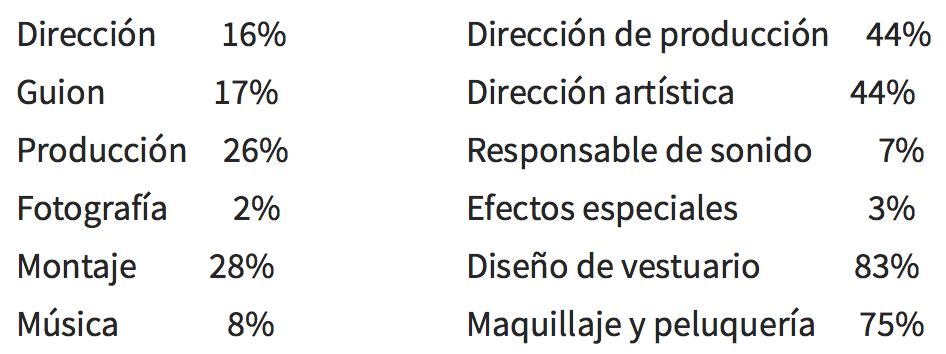 Dirección 16%
Guion 17%
Producción 26%
Fotografía 2%
Montaje 28%
Música 8%
Dirección de producción 44%
Dirección artística 44%
Responsable de sonido 7%
Efectos especiales 3%
Diseño de vestuario 83%
Maquillaje y peluquería 75%